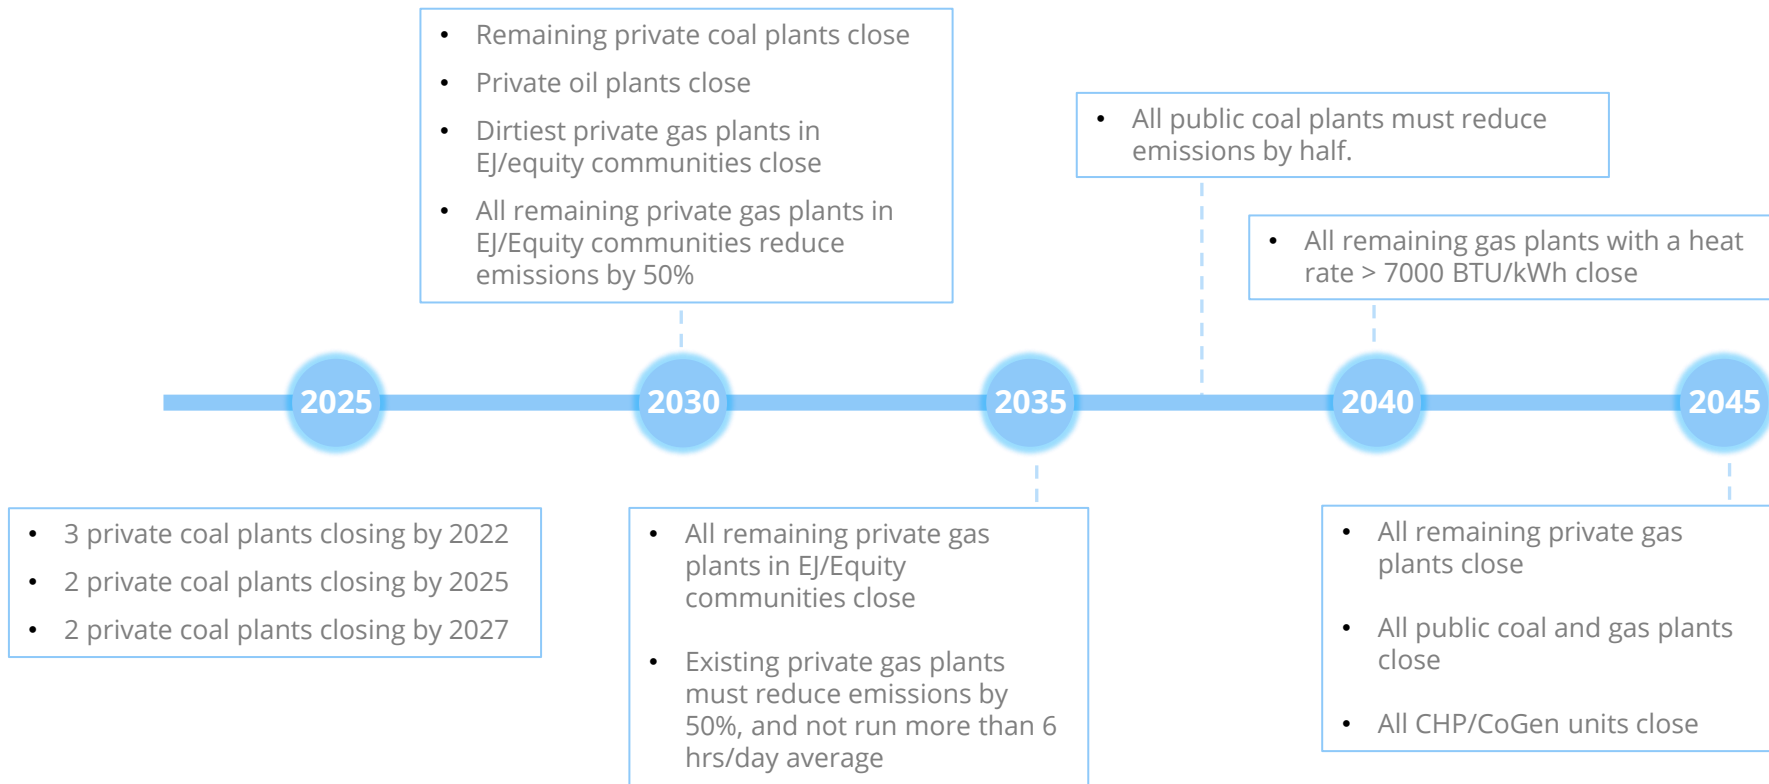 • Remaining private coal plants close
• Private oil plants close
• Dirtiest private gas plants in
EJ/equity communities close
• All remaining private gas plants in
EJ/Equity communities reduce
emissions by 50%
• All public coal plants must reduce
emissions by half.
• All remaining gas plants with a heat
rate > 7000 BTU/kWh close
2025
2030
2035
2040
2045
• 3 private coal plants closing by 2022
• 2 private coal plants closing by 2025
• 2 private coal plants closing by 2027
• All remaining private gas
plants in EJ/Equity
communities close
• Existing private gas plants
must reduce emissions by
50%, and not run more than 6
hrs/day average
• All remaining private gas
plants close
• All public coal and gas plants
close
• All CHP/CoGen units close